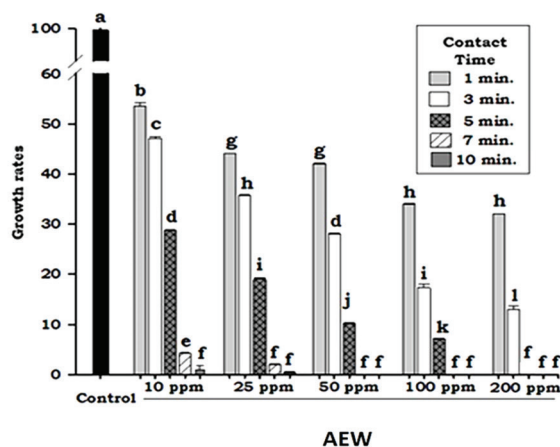 a
100
60
50
40
30
20
10
0
Growth rates
Contact
Time
1 min.
3 min.
5 min.
7 min.
10 min.
b
c
d
e
f
g
h
i
f
f
g
d
j
f f
h
i
k
f f
h
l
f
f f
Control
10 ppm
25 ppm
50 ppm
100 ppm
200 ppm
AEW